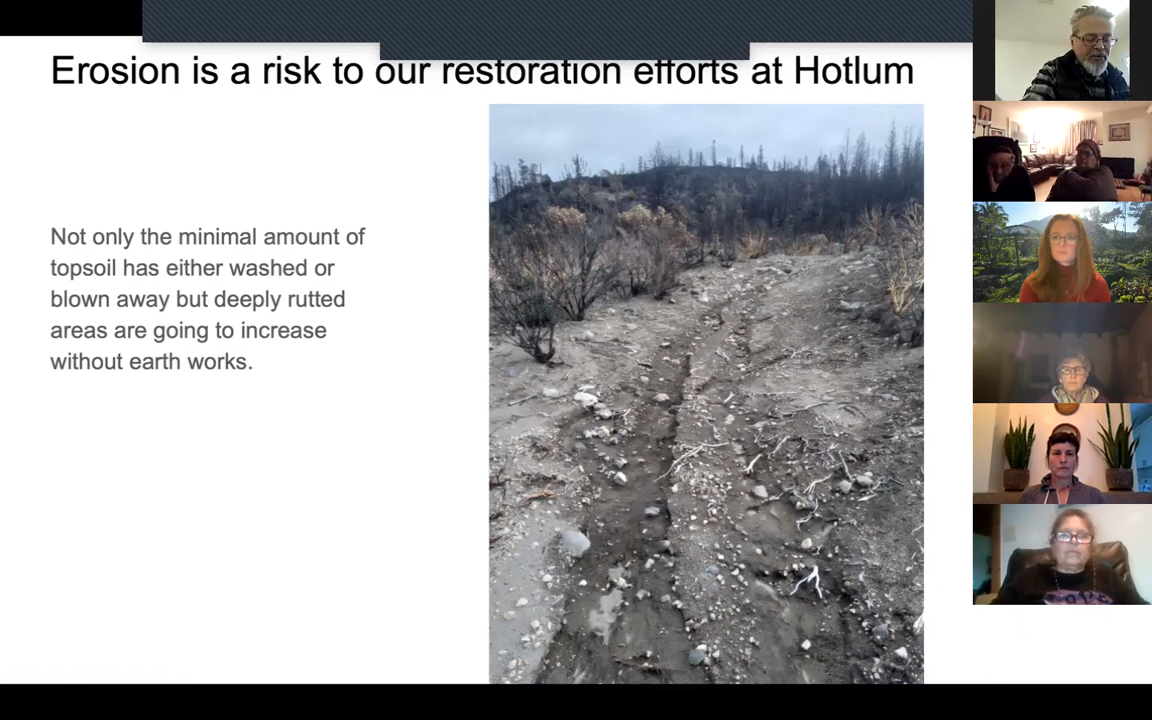 Erosion is a risk to our restoration efforts at Hotlum
Not only the minimal amount of
topsoil has either washed or
blown away but deeply rutted
areas are going to increase
without earth works.